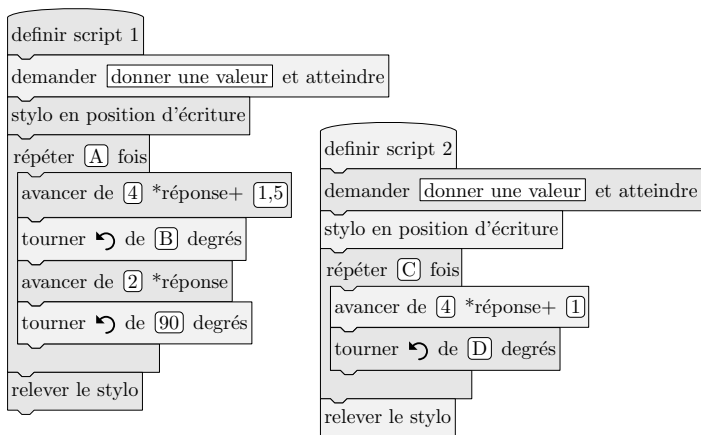 definir script 1
demander donner une valeur et atteindre
stylo en position d'écriture
répéter A fois
avancer de 4 *réponse+ 1,5
tourner de B degrés
avancer de 2 *réponse
tourner de 90 degrés
relever le stylo
definir script 2
demander donner une valeur et atteindre
stylo en position d'écriture
répéter C fois
avancer de 4 *réponse+ 1
tourner de D degrés
relever le stylo